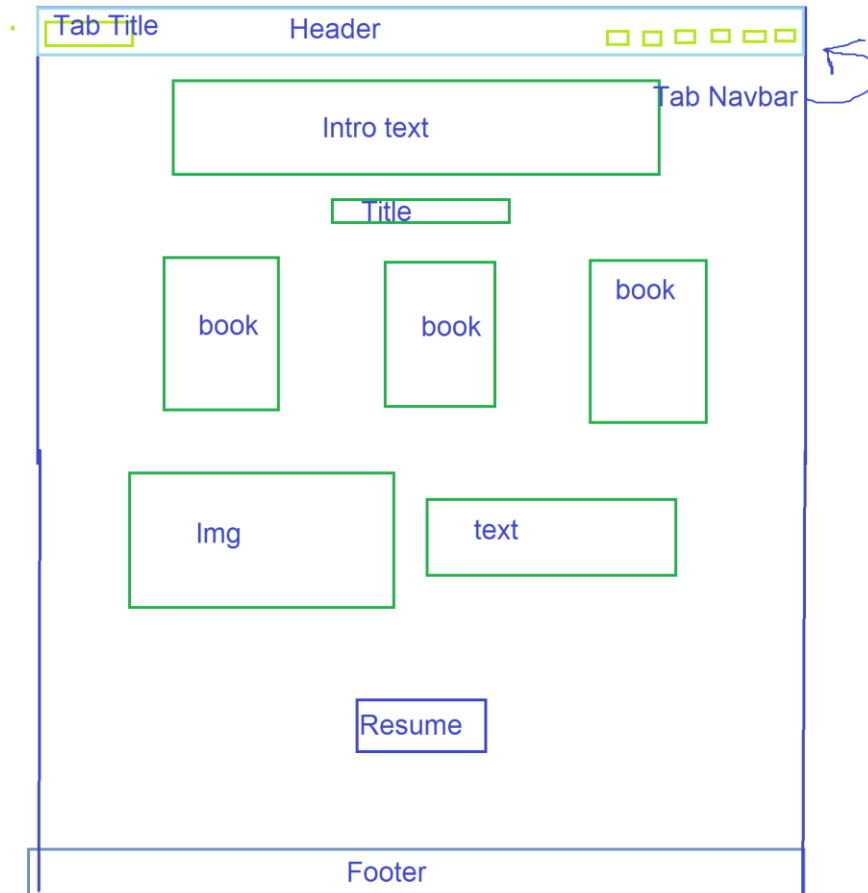 Tab Title
Header
Tab Navbar
Intro text
Title
book
book
book
Img
text
Resume
Footer